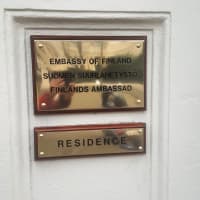 EMBASSY OF FINLAND
SUOMEN SUURLÄHETYSTÖ
FINLANDS AMBASSAD
RESIDENCE